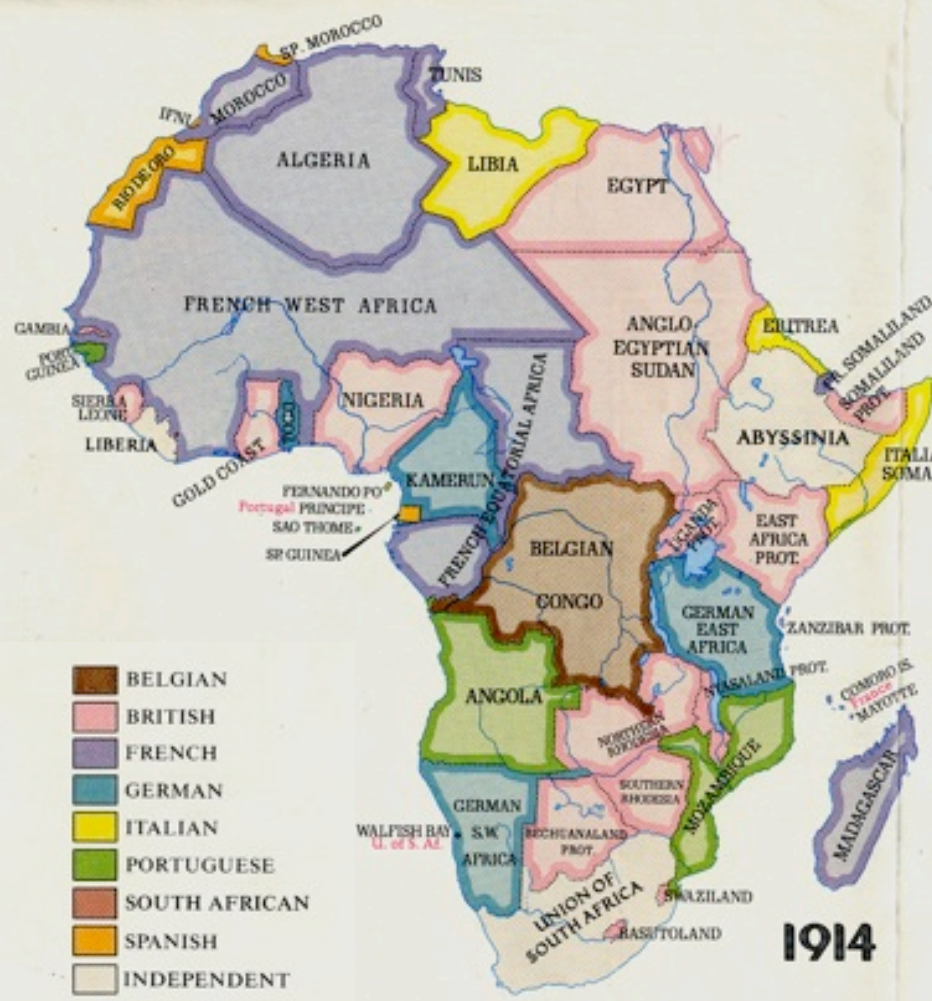 SP. MOROCCO
MOROCCO
TUNIS
IFNI
ALGERIA
LIBIA
RIO DE ORO
EGYPT
FRENCH WEST AFRICA
GAMBIA
PORT.
GUINEA
ANGLO
EGYPTIAN
SUDAN
ERITREA
FR. SOMALILAND
SOMALILAND
PROT.
SIERRA
LEONE
LIBERIA
GOLD COAST
TOGO
NIGERIA
KAMERUN
FRENCH EQUATORIAL AFRICA
ABYSSINIA
ITALIA
SOMA
FERNANDO PO
Portugal PRINCIPE
SAO THOME
SP. GUINEA
UGANDA
PROT.
EAST
AFRICA
PROT.
BELGIAN
CONGO
GERMAN
EAST
AFRICA
ZANZIBAR PROT.
NYASALAND PROT.
COMORO IS.
France
MAYOTTE
ANGOLA
NORTHERN
RHODESIA
SOUTHERN
RHODESIA
MOZAMBIQUE
MADAGASCAR
GERMAN
S.W.
AFRICA
WALFISH BAY
U. of S. Af.
BECHUANALAND
PROT.
UNION OF
SOUTH AFRICA
SWAZILAND
BASUTOLAND
BELGIAN
BRITISH
FRENCH
GERMAN
ITALIAN
PORTUGUESE
SOUTH AFRICAN
SPANISH
INDEPENDENT
1914